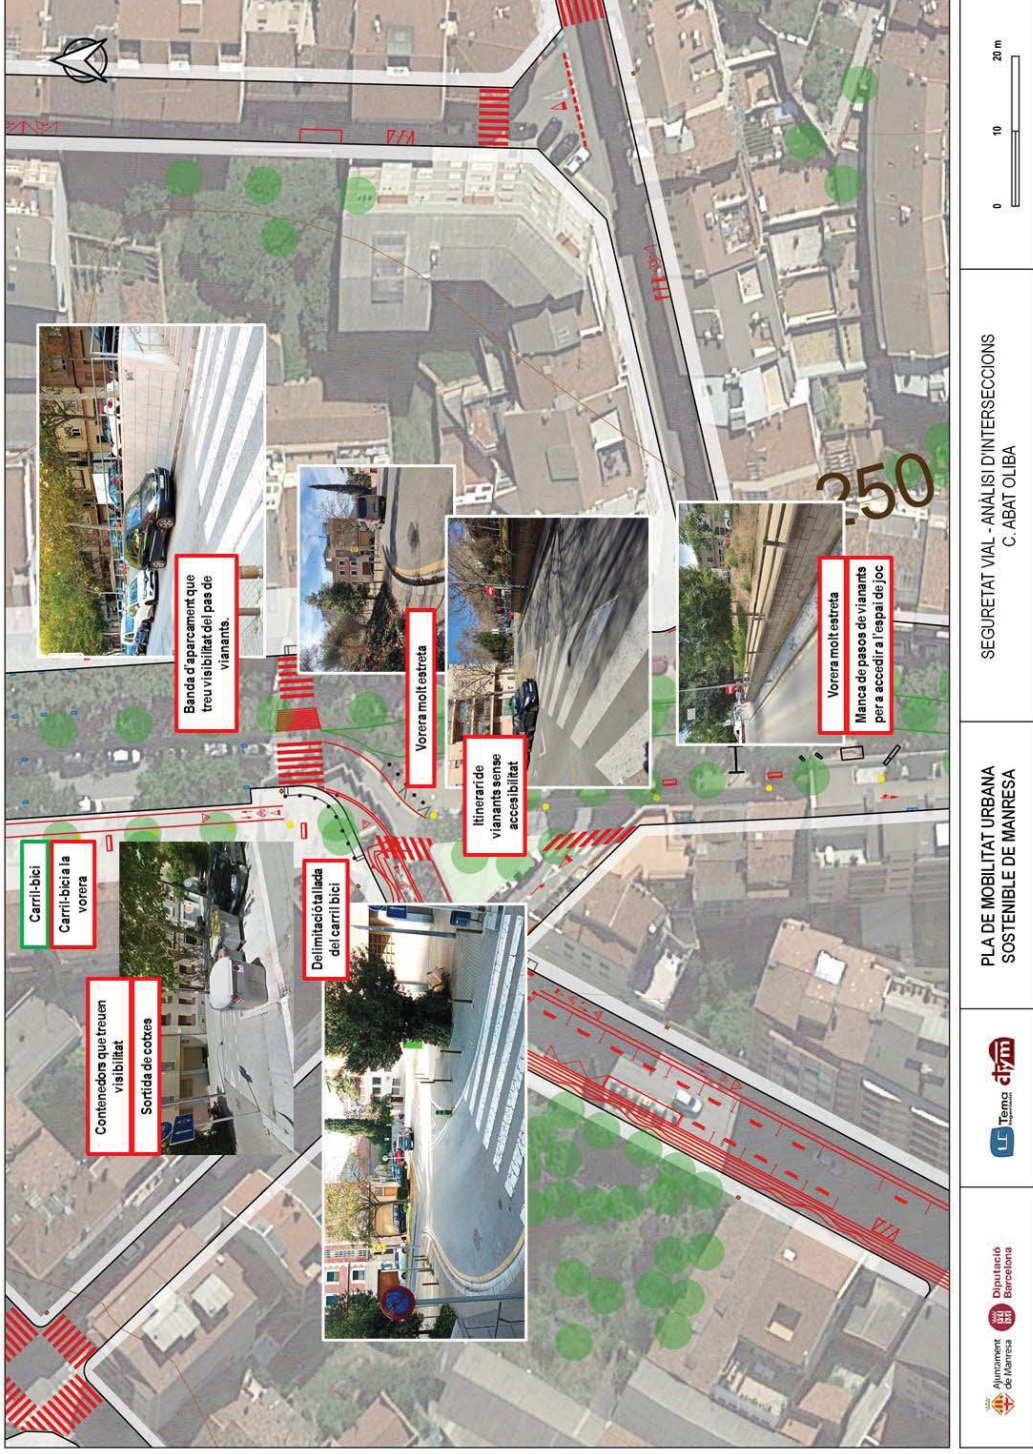 Contenedors que treuen
visibilitat
Sortida de cotxes
Carril-bici
Carril-bici a la
vorera
Banda d'aparcament que
treu visibilitat del pas de
vianants.
Delimitació tallada
del carril bici
Vorera molt estreta
Itinerari de
vianants sense
accesibilitat
Vorera molt estreta
Manca de pasos de vianants
per a accedir a l'espai de joc
250
Ajuntament
de Manresa
Diputació
Barcelona
Tema
dym
PLA DE MOBILITAT URBANA
SOSTENIBLE DE MANRESA
SEGURETAT VIAL - ANÀLISI D'INTERSECCIONS
C. ABAT OLIBA
0 10 20 m